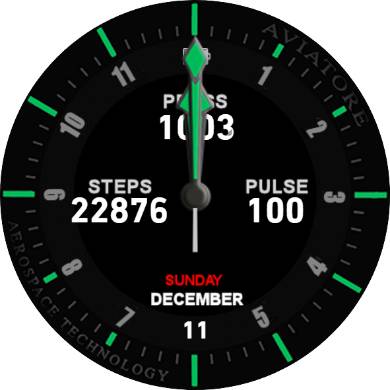 AVIATORE
11
1
10
2
PRESS
1003
9
STEPS
PULSE
3
22876
100
8
4
SUNDAY
DECEMBER
7
11
5
AEROSPACE TECHNOLOGY